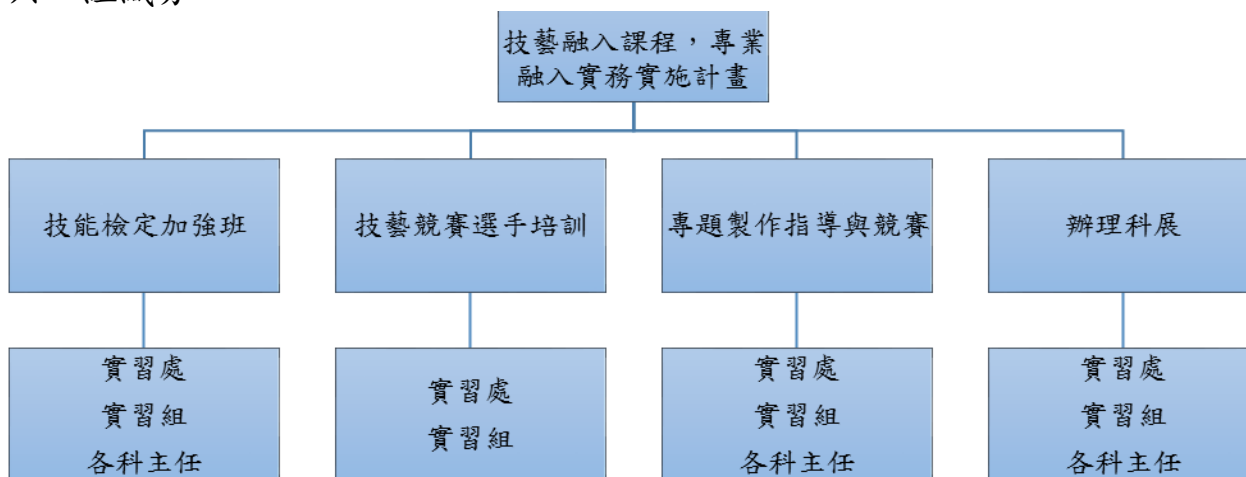 技藝融入課程，專業
融入實務實施計畫
技能檢定加強班
技藝競賽選手培訓
專題製作指導與競賽
辦理科展
實習處
實習組
各科主任
實習處
實習組
實習處
實習組
各科主任
實習處
實習組
各科主任